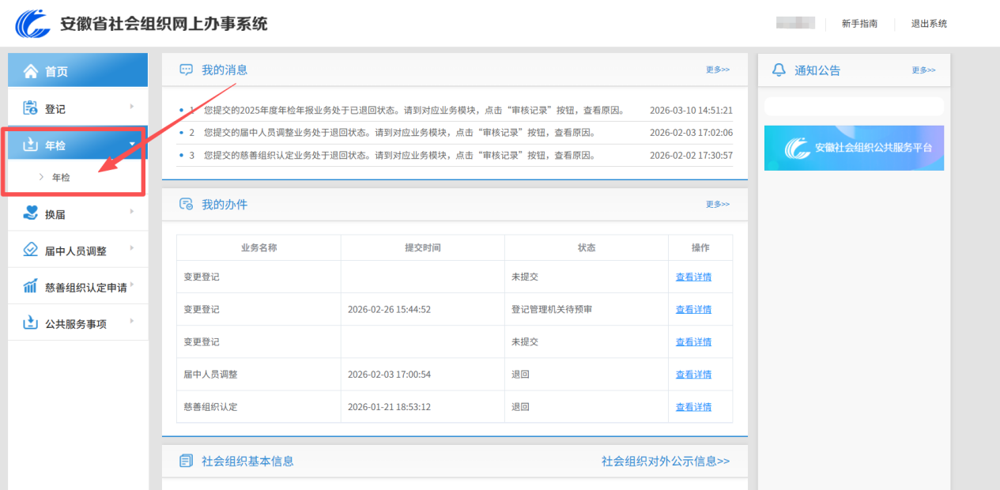 安徽省社会组织网上办事系统
新手指南
退出系统
首页
登记
年检
年检
换届
届中人员调整
慈善组织认定申请
公共服务事项
我的消息
更多>>
1 您提交的2025年度年检年报业务处于已退回状态。请到对应业务模块，点击“审核记录”按钮，查看原因。 2026-03-10 14:51:21
2 您提交的届中人员调整业务处于退回状态。请到对应业务模块，点击“审核记录”按钮，查看原因。 2026-02-03 17:02:06
3 您提交的慈善组织认定业务处于退回状态。请到对应业务模块，点击“审核记录”按钮，查看原因。 2026-02-02 17:30:57
我的办件
更多>>
业务名称 提交时间 状态 操作
变更登记 未提交 查看详情
变更登记 2026-02-26 15:44:52 登记管理机关待预审 查看详情
变更登记 未提交 查看详情
届中人员调整 2026-02-03 17:00:54 退回 查看详情
慈善组织认定 2026-01-21 18:53:12 退回 查看详情
社会组织基本信息
社会组织对外公示信息>>
通知公告
更多>>
安徽社会组织公共服务平台